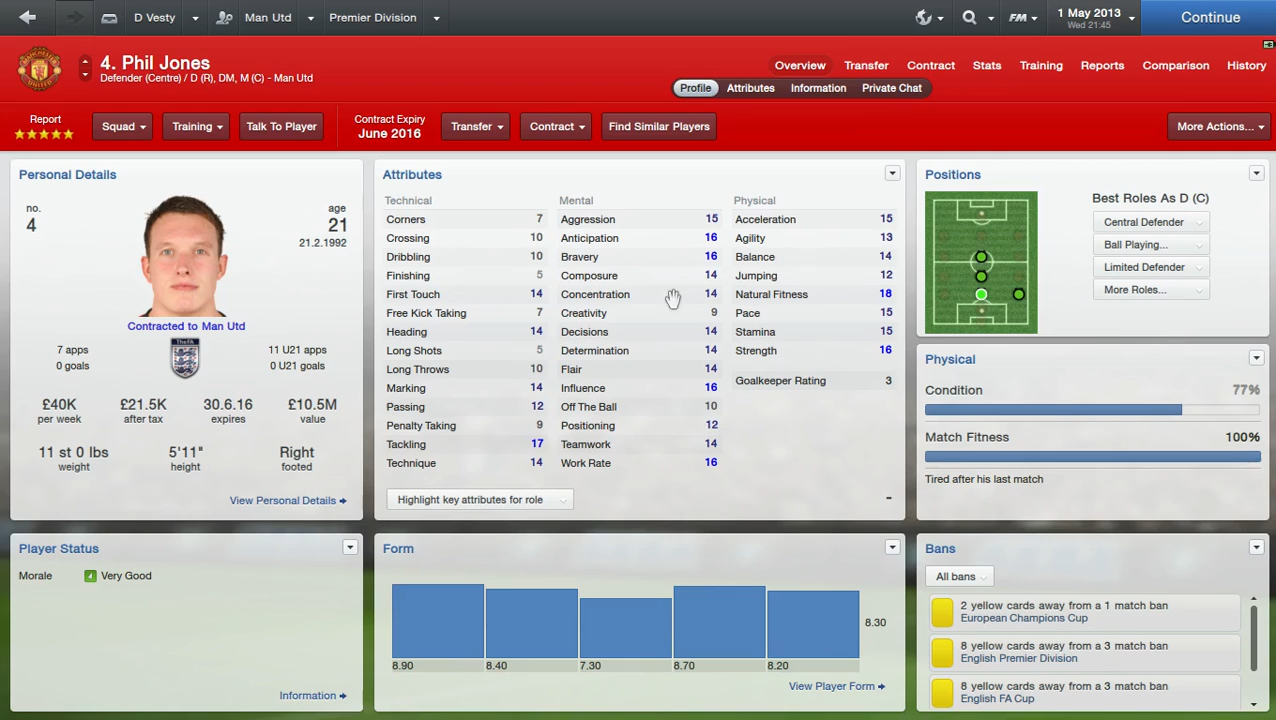 D Vesty
Man Utd
Premier Division
FM
1 May 2013
Wed 21:45
Continue
4. Phil Jones
Defender (Centre) / D (R), DM, M (C) - Man Utd
Overview Transfer Contract Stats Training Reports Comparison History
Profile Attributes Information Private Chat
Report
Squad
Training
Talk To Player
Contract Expiry
June 2016
Transfer
Contract
Find Similar Players
More Actions...
Personal Details
no.
4
age
21
21.2.1992
Contracted to Man Utd
7 apps
0 goals
The FA
11 U21 apps
0 U21 goals
£40K
per week
£21.5K
after tax
30.6.16
expires
£10.5M
value
11 st 0 lbs
weight
5'11"
height
Right
footed
View Personal Details
Attributes
Technical Mental Physical
Corners 7 Aggression 15 Acceleration 15
Crossing 10 Anticipation 16 Agility 13
Dribbling 10 Bravery 16 Balance 14
Finishing 5 Composure 14 Jumping 12
First Touch 14 Concentration 14 Natural Fitness 18
Free Kick Taking 7 Creativity 9 Pace 15
Heading 14 Decisions 14 Stamina 15
Long Shots 5 Determination 14 Strength 16
Long Throws 10 Flair 14
Marking 14 Influence 16 Goalkeeper Rating 3
Passing 12 Off The Ball 10
Penalty Taking 9 Positioning 12
Tackling 17 Teamwork 14
Technique 14 Work Rate 16
Highlight key attributes for role
-
Positions
Best Roles As D (C)
Central Defender
Ball Playing...
Limited Defender
More Roles...
Physical
Condition 77%
Match Fitness 100%
Tired after his last match
Player Status
Morale Very Good
Information
Form
8.30
8.90 8.40 7.30 8.70 8.20
View Player Form
Bans
All bans
2 yellow cards away from a 1 match ban
European Champions Cup
8 yellow cards away from a 3 match ban
English Premier Division
8 yellow cards away from a 3 match ban
English FA Cup